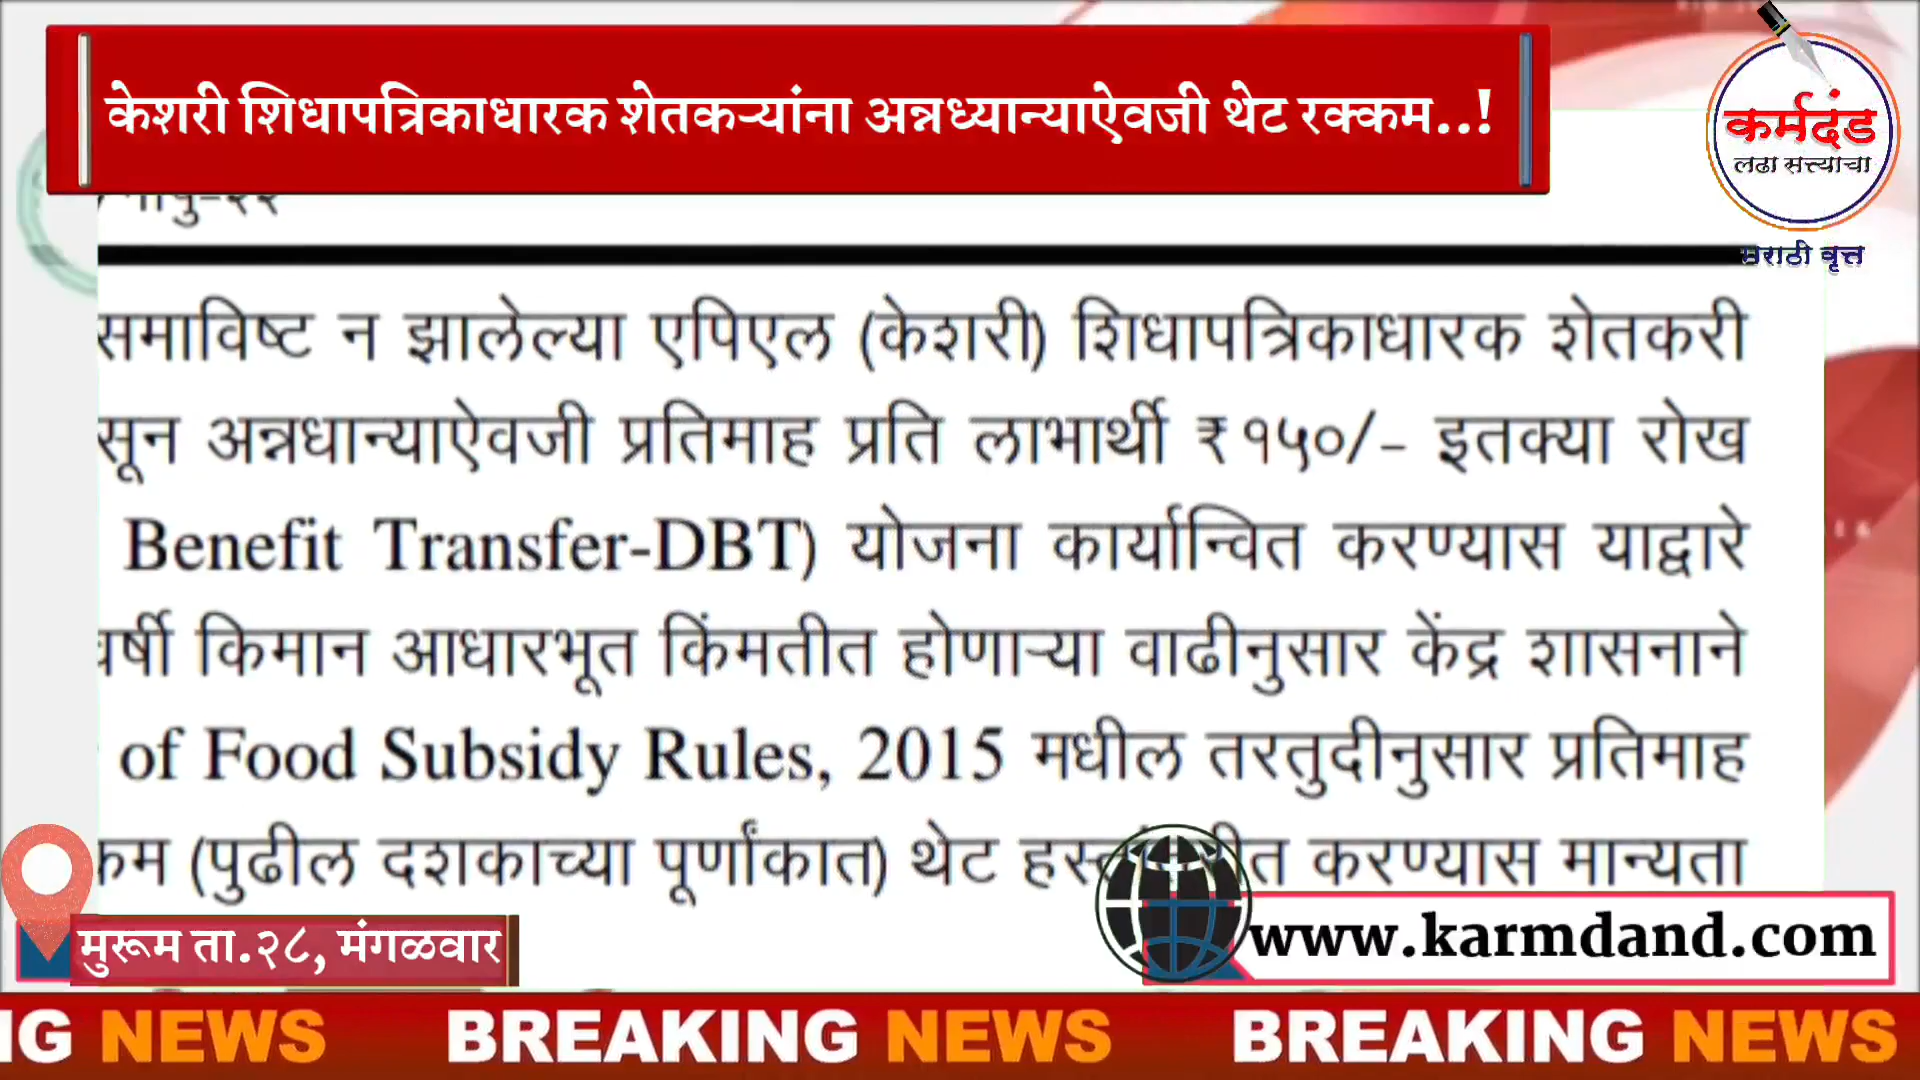 केशरी शिधापत्रिकाधारक शेतकऱ्यांना अन्नध्यान्याऐवजी थेट रक्कम..!
कर्मदंड
लढा सत्त्याचा
मराठी वृत्त
समाविष्ट न झालेल्या एपिएल (केशरी) शिधापत्रिकाधारक शेतकरी
सून अन्नधान्याऐवजी प्रतिमाह प्रति लाभार्थी ₹१५०/- इतक्या रोख
Benefit Transfer-DBT) योजना कार्यान्वित करण्यास याद्वारे
वर्षी किमान आधारभूत किंमतीत होणाऱ्या वाढीनुसार केंद्र शासनाने
of Food Subsidy Rules, 2015 मधील तरतुदीनुसार प्रतिमाह
(पुढील दशकाच्या पूर्णांकात) थेट करण्यास मान्यता
मुरूम ता.२८, मंगळवार
www.karmdand.com
NG NEWS BREAKING NEWS BREAKING NEWS